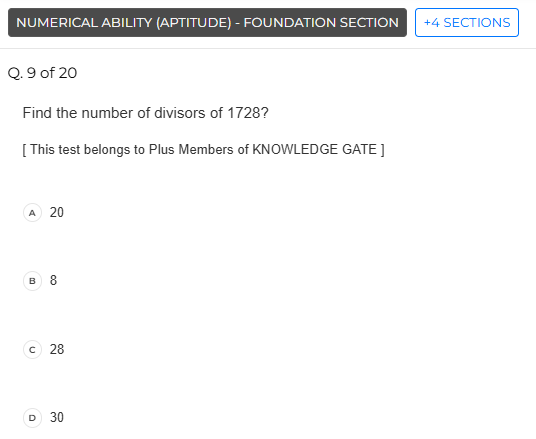 NUMERICAL ABILITY (APTITUDE) - FOUNDATION SECTION
+4 SECTIONS
Q. 9 of 20
Find the number of divisors of 1728?
[ This test belongs to Plus Members of KNOWLEDGE GATE ]
A 20
B 8
C 28
D 30